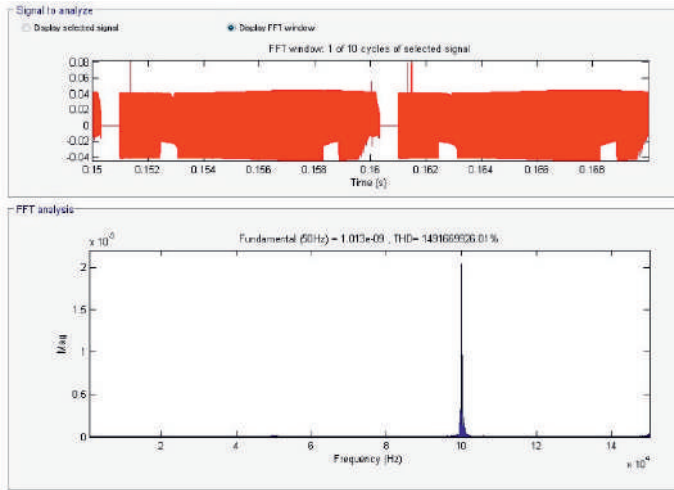 Signal to analyze
Display selected signal
Display FFT window
FFT window: 1 of 10 cycles of selected signal
0.08
0.06
0.04
0.02
0
-0.02
-0.04
0.15 0.152 0.154 0.156 0.158 0.16 0.162 0.164 0.166 0.168
Time (s)
FFT analysis
Fundamental (50Hz) = 1.013e-09 , THD= 1491669926.01%
2
1.5
1
0.5
0
Mag
2 4 6 8 10 12 14
Frequency (Hz)